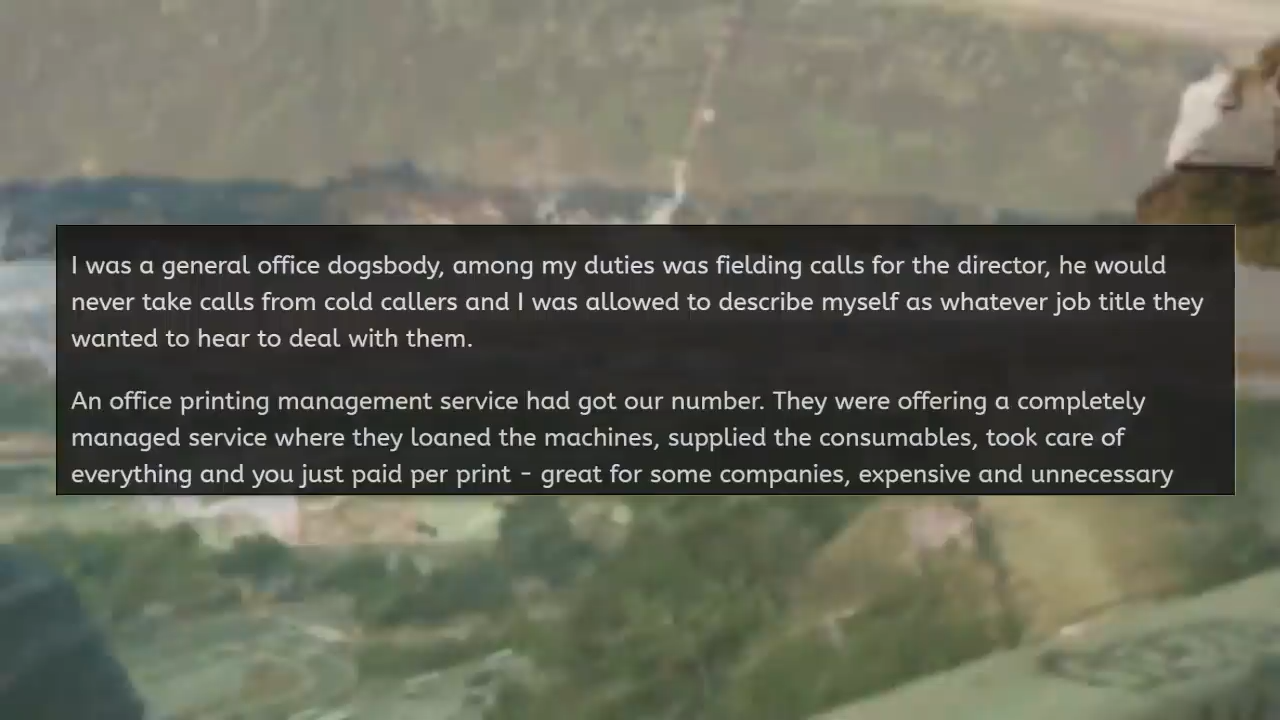 I was a general office dogsbody, among my duties was fielding calls for the director, he would
never take calls from cold callers and I was allowed to describe myself as whatever job title they
wanted to hear to deal with them.
An office printing management service had got our number. They were offering a completely
managed service where they loaned the machines, supplied the consumables, took care of
everything and you just paid per print - great for some companies, expensive and unnecessary